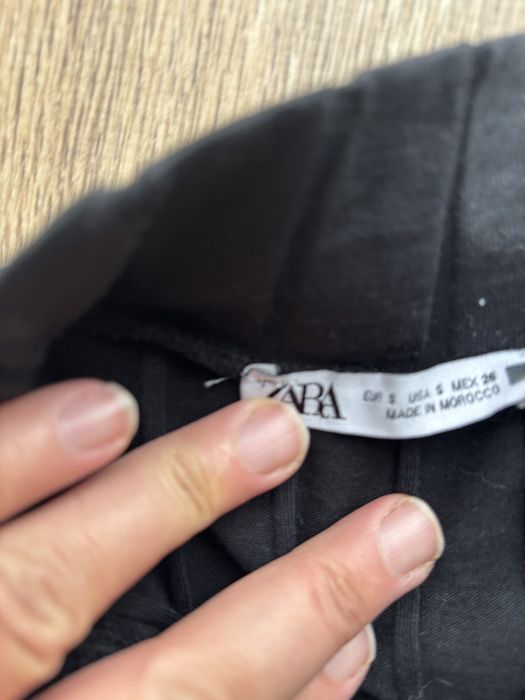 ZARA
EUR S USA S MEX 26
MADE IN MOROCCO